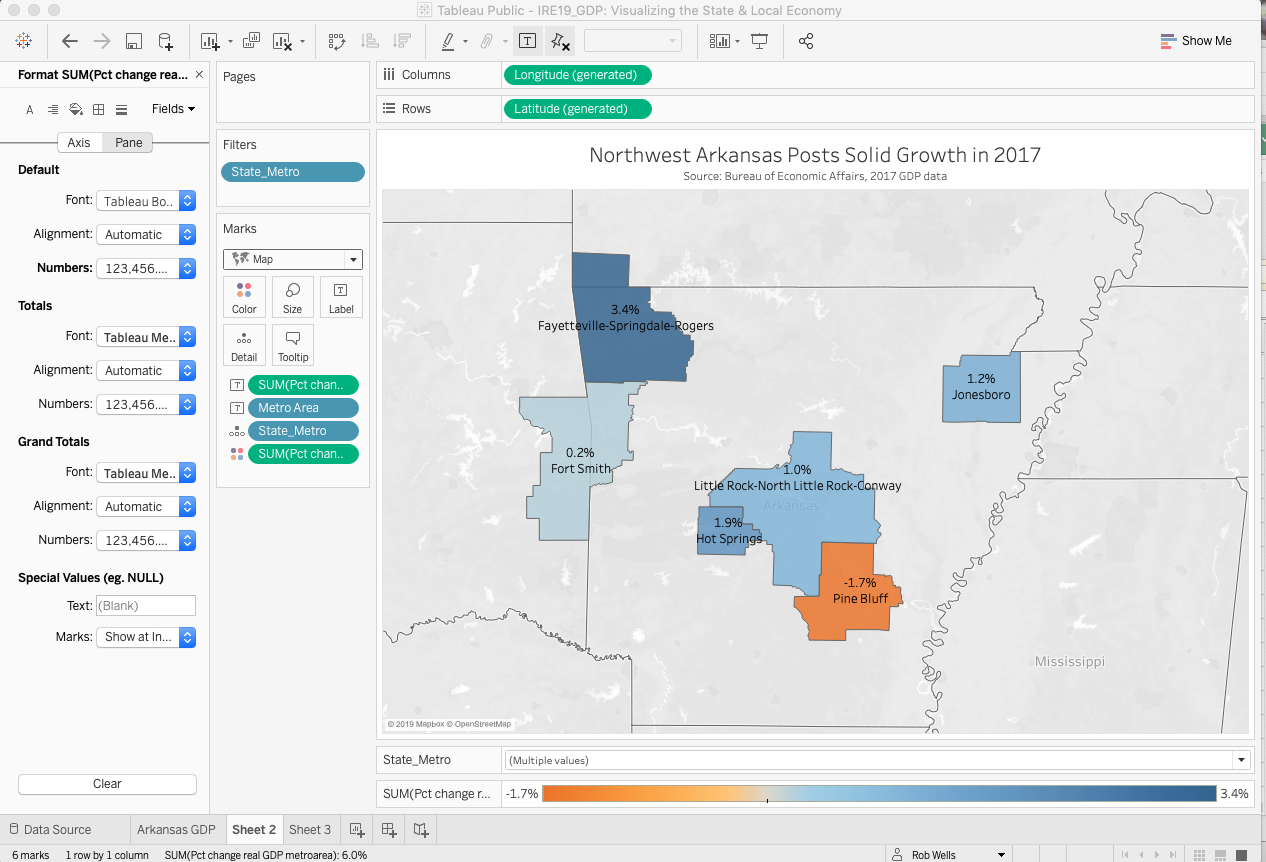 Tableau Public - IRE19_GDP: Visualizing the State & Local Economy
Show Me
Format SUM(Pct change rea...
Fields
Axis Pane
Default
Font: Tableau Bo..
Alignment: Automatic
Numbers: 123,456....
Totals
Font: Tableau Me..
Alignment: Automatic
Numbers: 123,456....
Grand Totals
Font: Tableau Me..
Alignment: Automatic
Numbers: 123,456....
Special Values (eg. NULL)
Text: (Blank)
Marks: Show at In...
Clear
Pages
Filters
State_Metro
Marks
Map
Color Size Label
Detail Tooltip
SUM(Pct chan..
Metro Area
State_Metro
SUM(Pct chan..
Columns Longitude (generated)
Rows Latitude (generated)
Northwest Arkansas Posts Solid Growth in 2017
Source: Bureau of Economic Affairs, 2017 GDP data
3.4%
Fayetteville-Springdale-Rogers
1.2%
Jonesboro
0.2%
Fort Smith
1.0%
Little Rock-North Little Rock-Conway
Arkansas
1.9%
Hot Springs
-1.7%
Pine Bluff
Mississippi
© 2019 Mapbox © OpenStreetMap
State_Metro (Multiple values)
SUM(Pct change r... -1.7% 3.4%
Data Source Arkansas GDP Sheet 2 Sheet 3
6 marks 1 row by 1 column SUM(Pct change real GDP metroarea): 6.0% Rob Wells